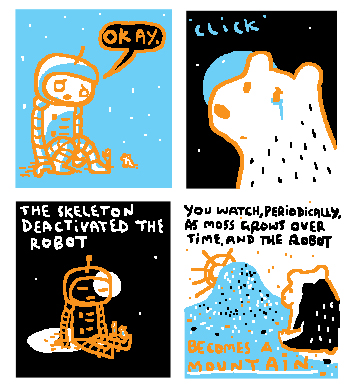 OKAY.
CLICK
THE SKELETON
DEACTIVATED THE
ROBOT
YOU WATCH, PERIODICALLY,
AS MOSS GROWS OVER
TIME, AND THE ROBOT
BECOMES A
MOUNTAIN.